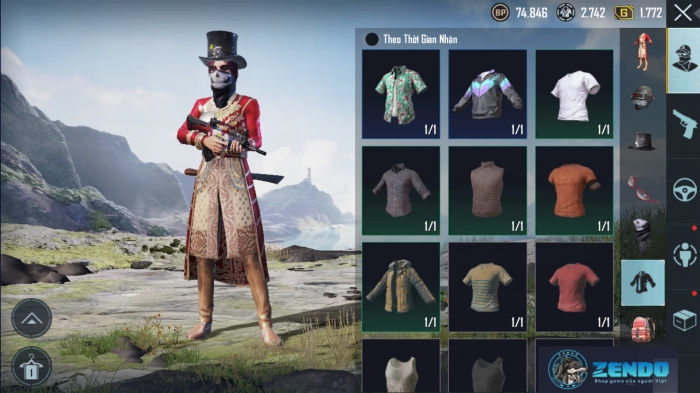 BP 74.846 2.742 G 1.772
Theo Thời Gian Nhận
1/1 1/1 1/1
1/1 1/1 1/1
1/1 1/1 1/1
ZENDO
Shop game của người Việt